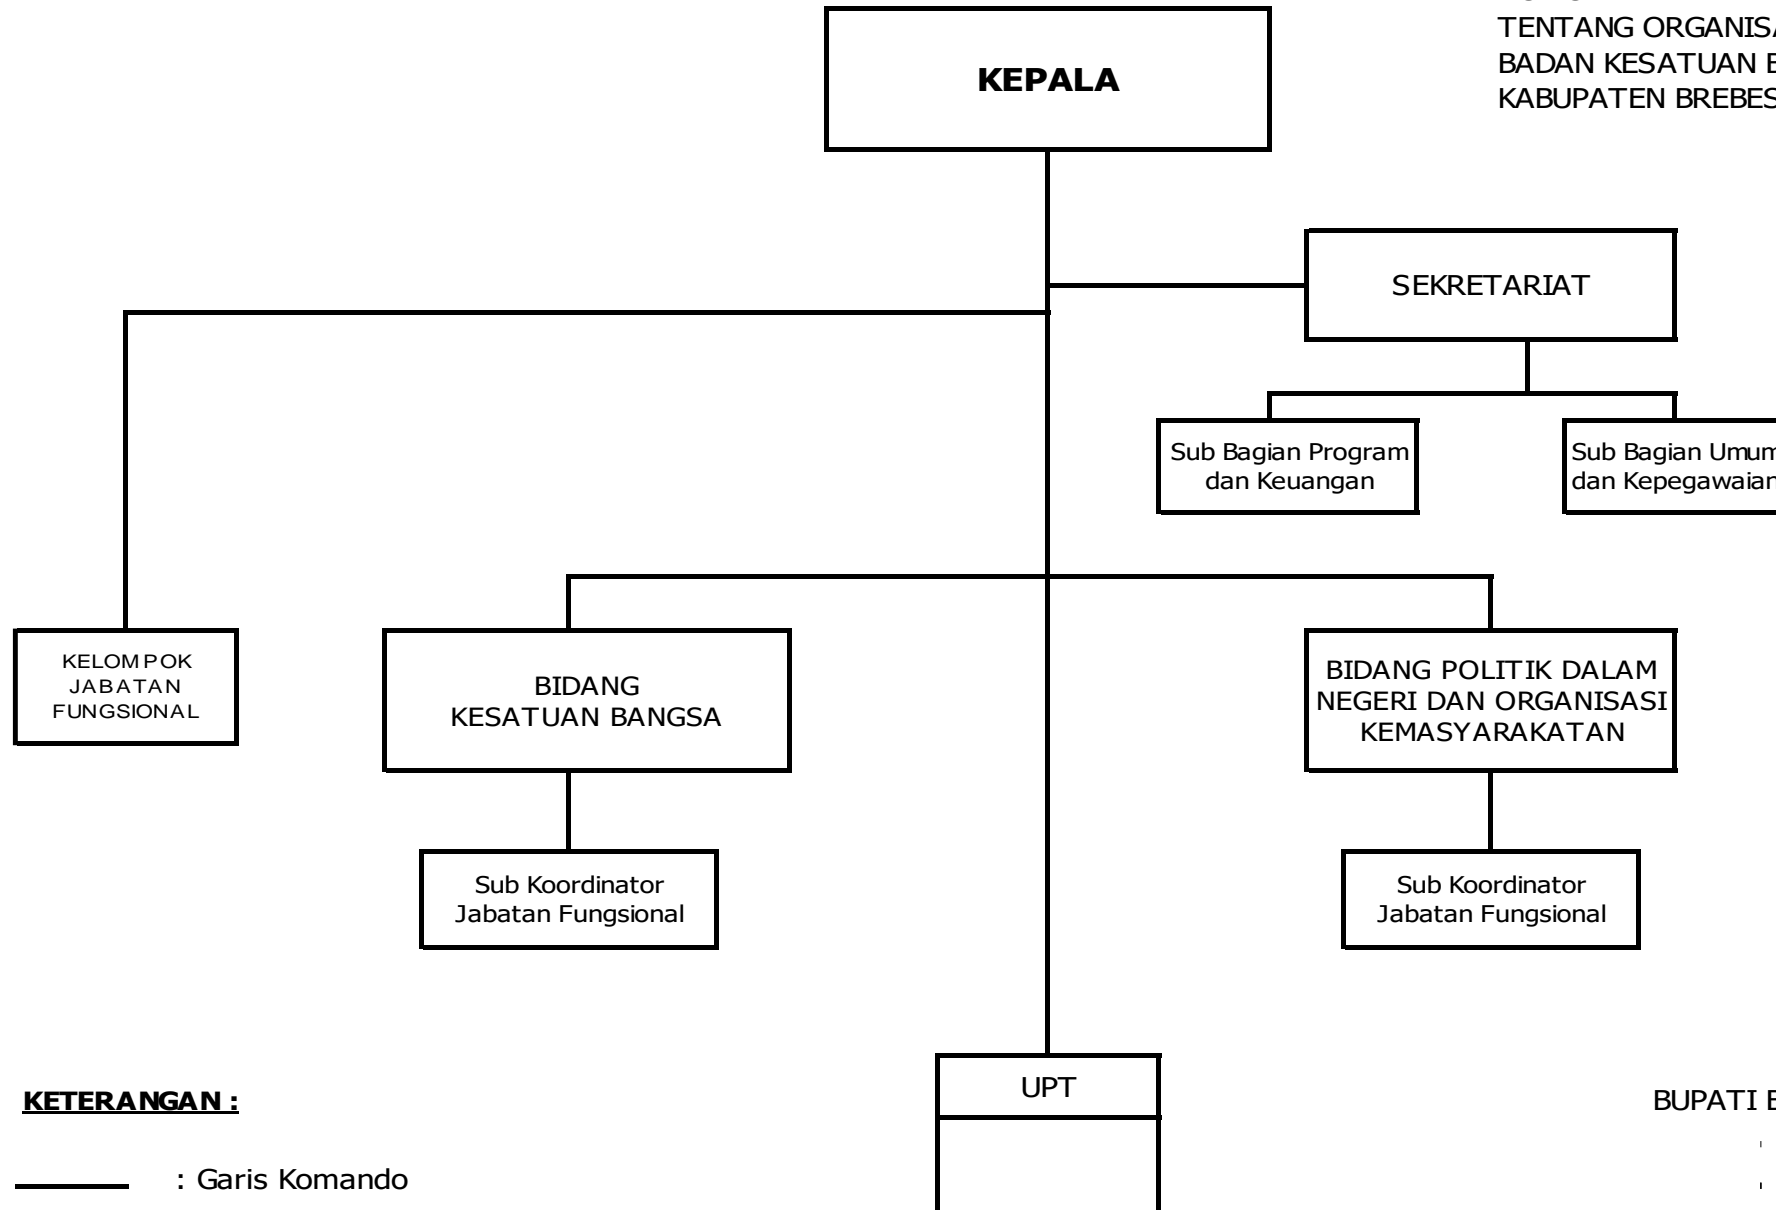 TENTANG ORGANISA
BADAN KESATUAN
KABUPATEN BREBES
KEPALA
SEKRETARIAT
Sub Bagian Program
dan Keuangan
Sub Bagian Umum
dan Kepegawaian
KELOMPOK
JABATAN
FUNGSIONAL
BIDANG
KESATUAN BANGSA
BIDANG POLITIK DALAM
NEGERI DAN ORGANISASI
KEMASYARAKATAN
Sub Koordinator
Jabatan Fungsional
Sub Koordinator
Jabatan Fungsional
UPT
KETERANGAN :
BUPATI
: Garis Komando